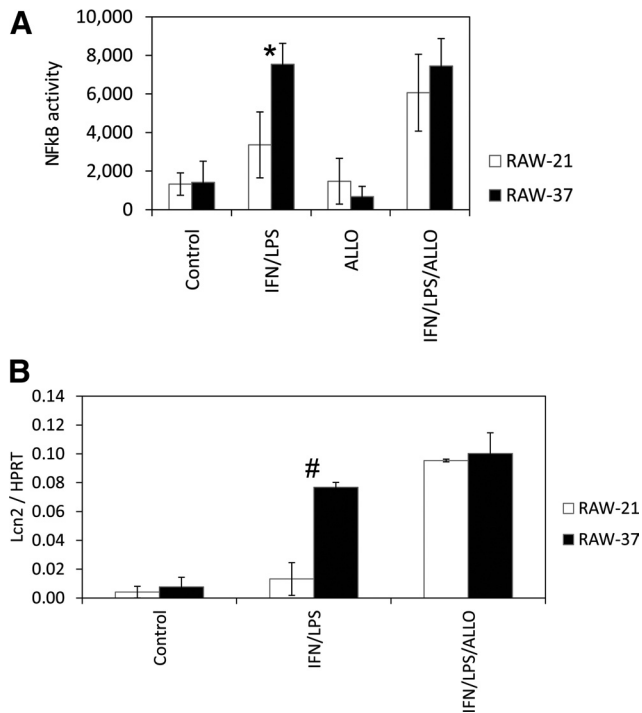 A
NFkB activity
10,000
8,000
6,000
4,000
2,000
0
*
Control
IFN/LPS
ALLO
IFN/LPS/ALLO
RAW-21
RAW-37
B
Lcn2 / HPRT
0.14
0.12
0.10
0.08
0.06
0.04
0.02
0.00
#
Control
IFN/LPS
IFN/LPS/ALLO
RAW-21
RAW-37